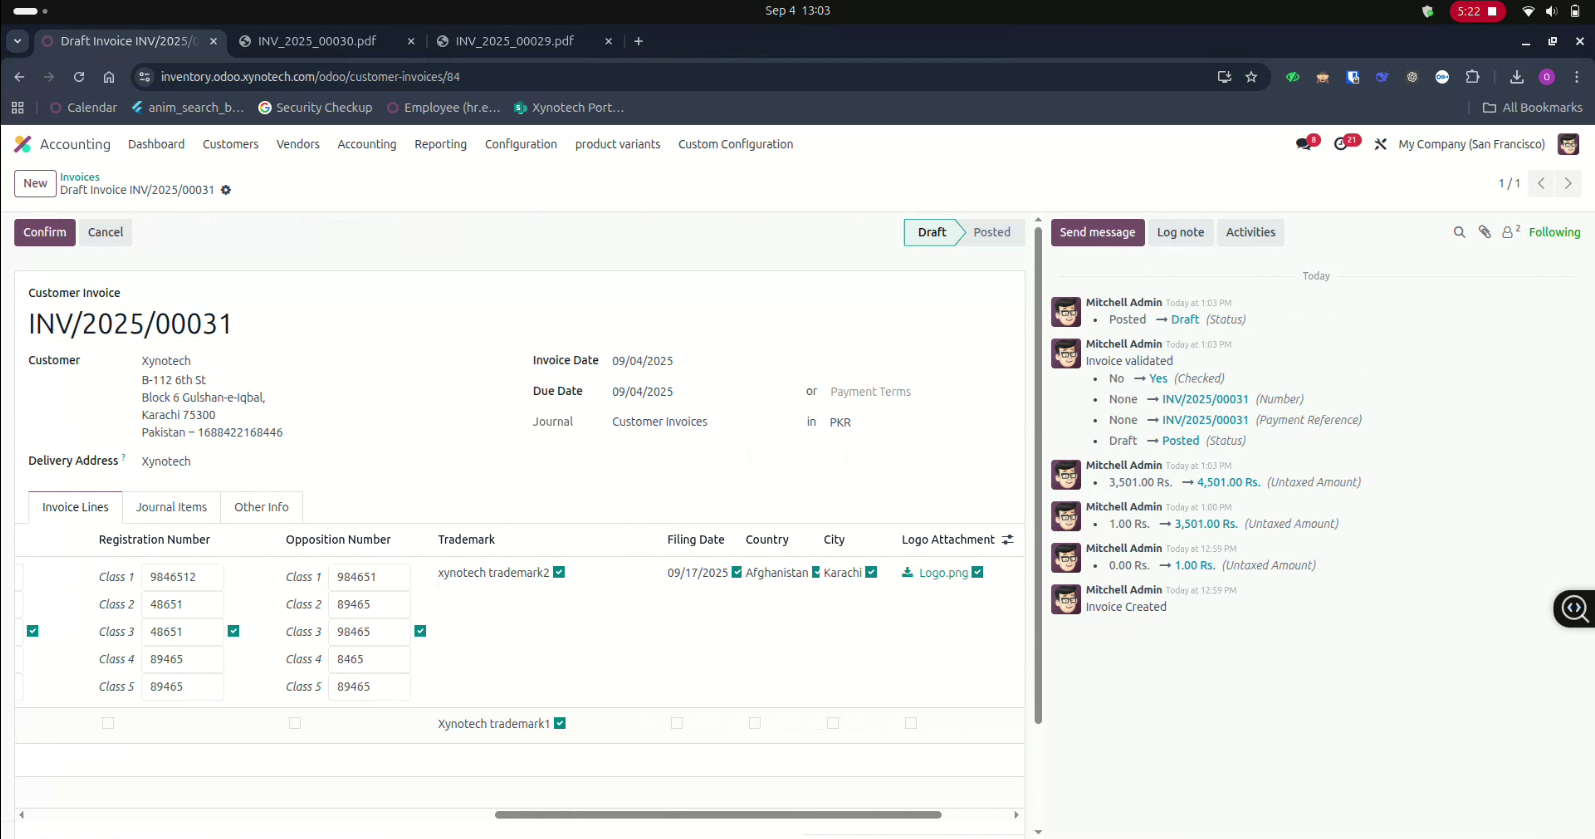 Sep 4 13:03
5:22
Draft Invoice INV/2025/0
INV_2025_00030.pdf
INV_2025_00029.pdf
inventory.odoo.xynotech.com/odoo/customer-invoices/84
Calendar
anim_search_b...
Security Checkup
Employee (hr.e...
Xynotech Port...
All Bookmarks
Accounting
Dashboard
Customers
Vendors
Accounting
Reporting
Configuration
product variants
Custom Configuration
8
21
My Company (San Francisco)
New
Invoices
Draft Invoice INV/2025/00031
1 / 1
Confirm
Cancel
Draft
Posted
Send message
Log note
Activities
2
Following
Customer Invoice
INV/2025/00031
Customer
Xynotech
B-112 6th St
Block 6 Gulshan-e-Iqbal,
Karachi 75300
Pakistan – 1688422168446
Delivery Address ?
Xynotech
Invoice Date
09/04/2025
Due Date
09/04/2025
or
Payment Terms
Journal
Customer Invoices
in
PKR
Invoice Lines
Journal Items
Other Info
Registration Number
Opposition Number
Trademark
Filing Date
Country
City
Logo Attachment
Class 1 9846512
Class 2 48651
Class 3 48651
Class 4 89465
Class 5 89465
Class 1 984651
Class 2 89465
Class 3 98465
Class 4 8465
Class 5 89465
xynotech trademark2
09/17/2025
Afghanistan
Karachi
Logo.png
Xynotech trademark1
Today
Mitchell Admin Today at 1:03 PM
• Posted → Draft (Status)
Mitchell Admin Today at 1:03 PM
Invoice validated
• No → Yes (Checked)
• None → INV/2025/00031 (Number)
• None → INV/2025/00031 (Payment Reference)
• Draft → Posted (Status)
Mitchell Admin Today at 1:03 PM
• 3,501.00 Rs. → 4,501.00 Rs. (Untaxed Amount)
Mitchell Admin Today at 1:00 PM
• 1.00 Rs. → 3,501.00 Rs. (Untaxed Amount)
Mitchell Admin Today at 12:59 PM
• 0.00 Rs. → 1.00 Rs. (Untaxed Amount)
Mitchell Admin Today at 12:59 PM
Invoice Created